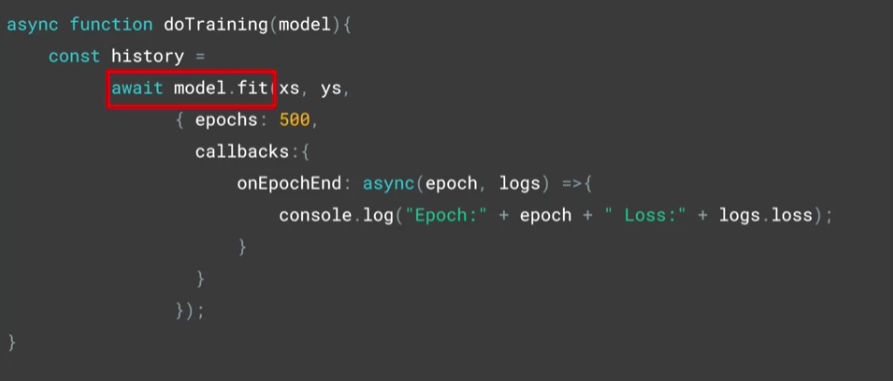 async function doTraining(model){
const history =
await model.fit(xs, ys,
{ epochs: 500,
callbacks:{
onEpochEnd: async(epoch, logs) =>{
console.log("Epoch:" + epoch + " Loss:" + logs.loss);
}
}
});
}